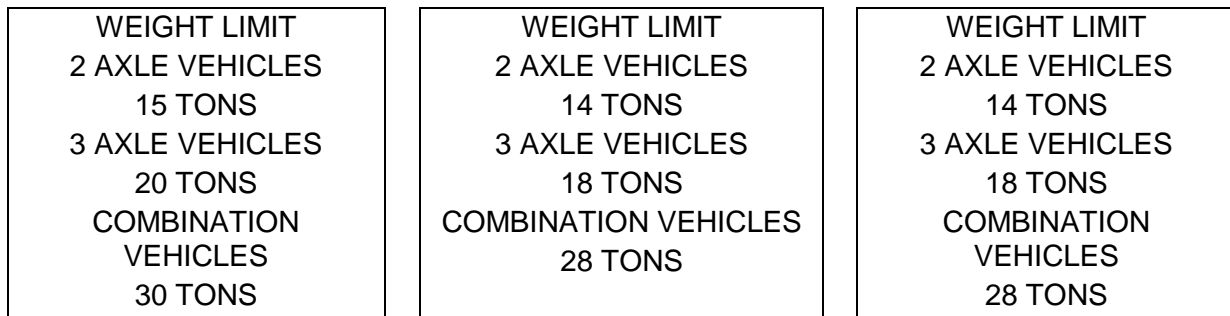 WEIGHT LIMIT
2 AXLE VEHICLES
15 TONS
3 AXLE VEHICLES
20 TONS
COMBINATION
VEHICLES
30 TONS
WEIGHT LIMIT
2 AXLE VEHICLES
14 TONS
3 AXLE VEHICLES
18 TONS
COMBINATION VEHICLES
28 TONS
WEIGHT LIMIT
2 AXLE VEHICLES
14 TONS
3 AXLE VEHICLES
18 TONS
COMBINATION
VEHICLES
28 TONS